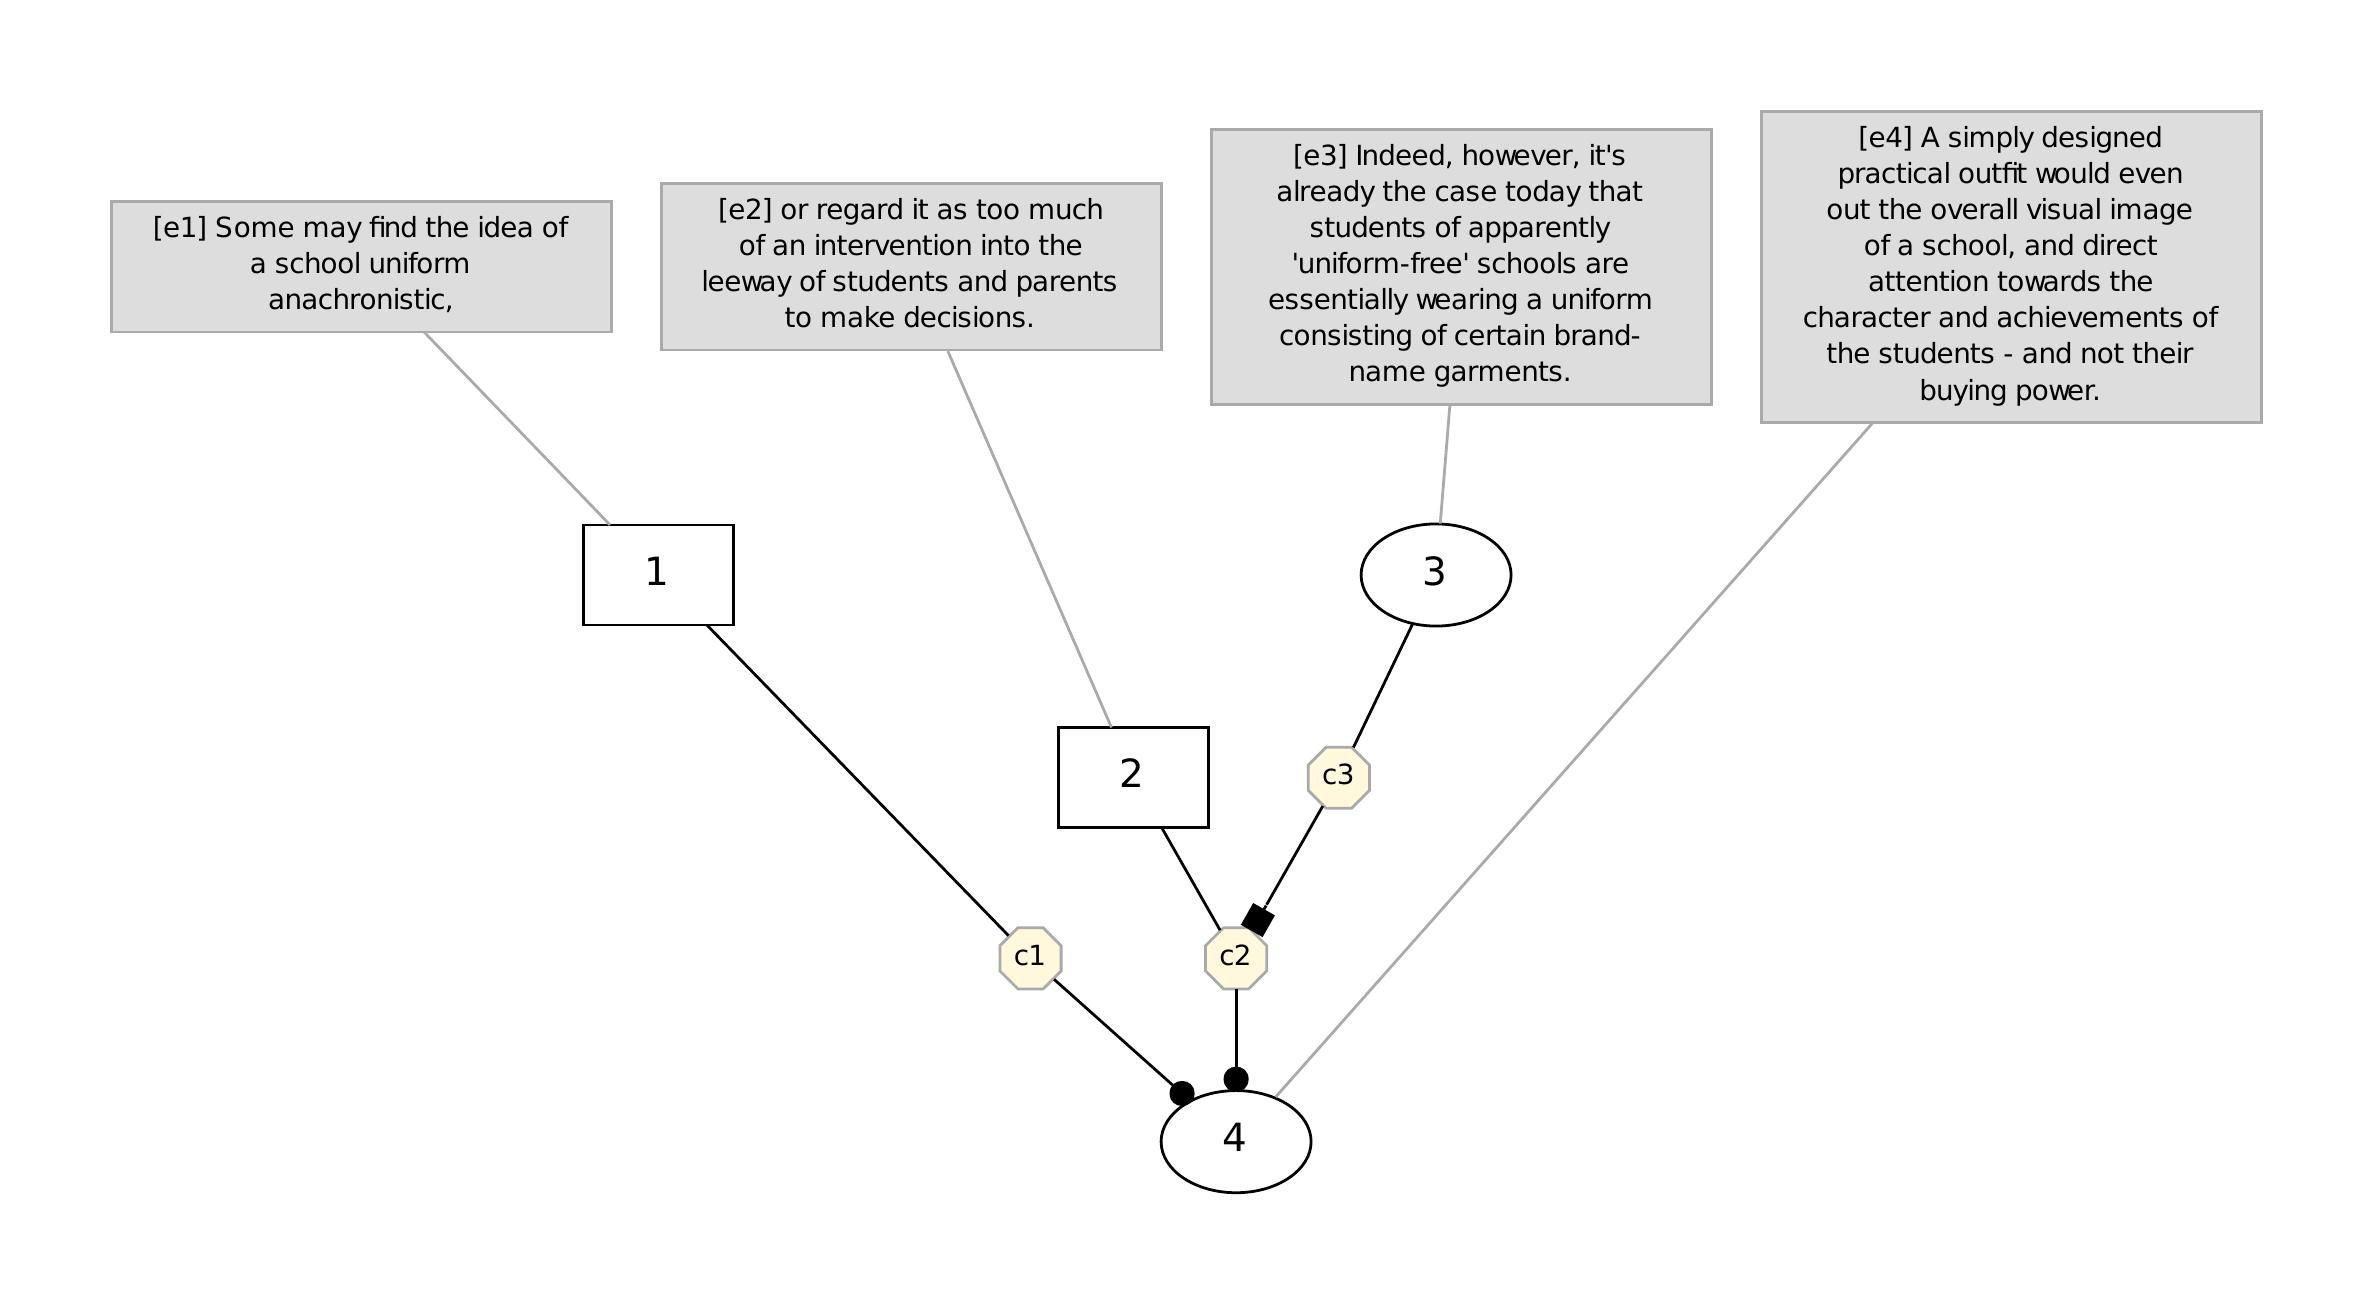 [e1] Some may find the idea of
a school uniform
anachronistic,
[e2] or regard it as too much
of an intervention into the
leeway of students and parents
to make decisions.
[e3] Indeed, however, it's
already the case today that
students of apparently
'uniform-free' schools are
essentially wearing a uniform
consisting of certain brand-
name garments.
[e4] A simply designed
practical outfit would even
out the overall visual image
of a school, and direct
attention towards the
character and achievements of
the students - and not their
buying power.
1
3
2
c3
c1
c2
4